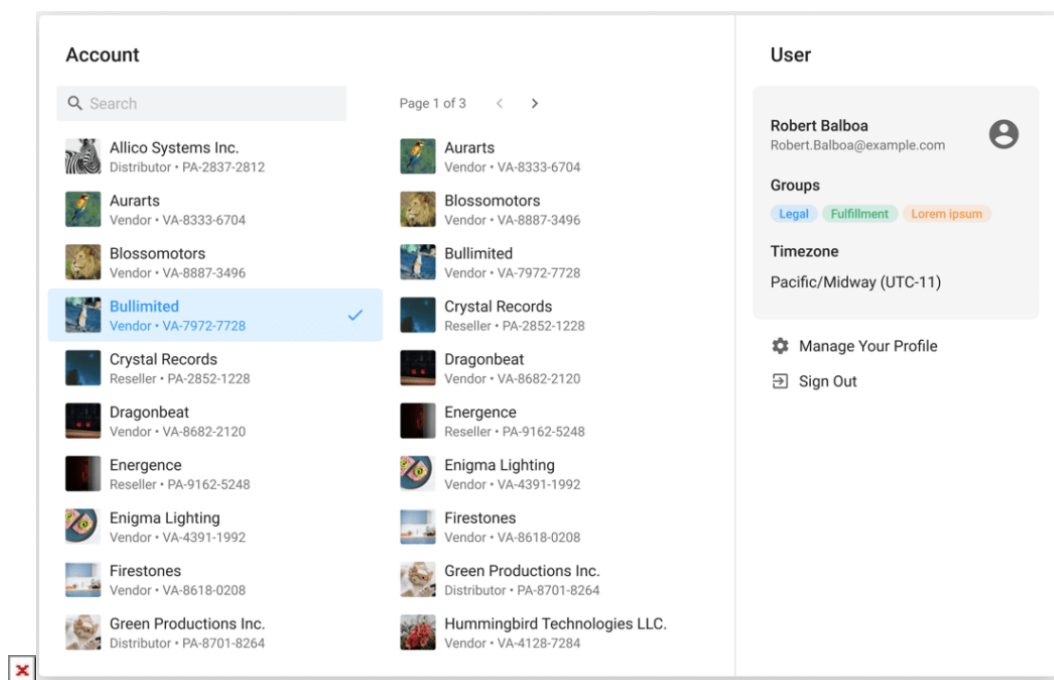 Account
Search
Page 1 of 3
Allico Systems Inc.
Distributor • PA-2837-2812
Aurarts
Vendor • VA-8333-6704
Blossomotors
Vendor • VA-8887-3496
Bullimited
Vendor • VA-7972-7728
Crystal Records
Reseller • PA-2852-1228
Dragonbeat
Vendor • VA-8682-2120
Energence
Reseller • PA-9162-5248
Enigma Lighting
Vendor • VA-4391-1992
Firestones
Vendor • VA-8618-0208
Green Productions Inc.
Distributor • PA-8701-8264
Aurarts
Vendor • VA-8333-6704
Blossomotors
Vendor • VA-8887-3496
Bullimited
Vendor • VA-7972-7728
Crystal Records
Reseller • PA-2852-1228
Dragonbeat
Vendor • VA-8682-2120
Energence
Reseller • PA-9162-5248
Enigma Lighting
Vendor • VA-4391-1992
Firestones
Vendor • VA-8618-0208
Green Productions Inc.
Distributor • PA-8701-8264
Hummingbird Technologies LLC.
Vendor • VA-4128-7284
User
Robert Balboa
Robert.Balboa@example.com
Groups
Legal Fulfillment Lorem ipsum
Timezone
Pacific/Midway (UTC-11)
Manage Your Profile
Sign Out